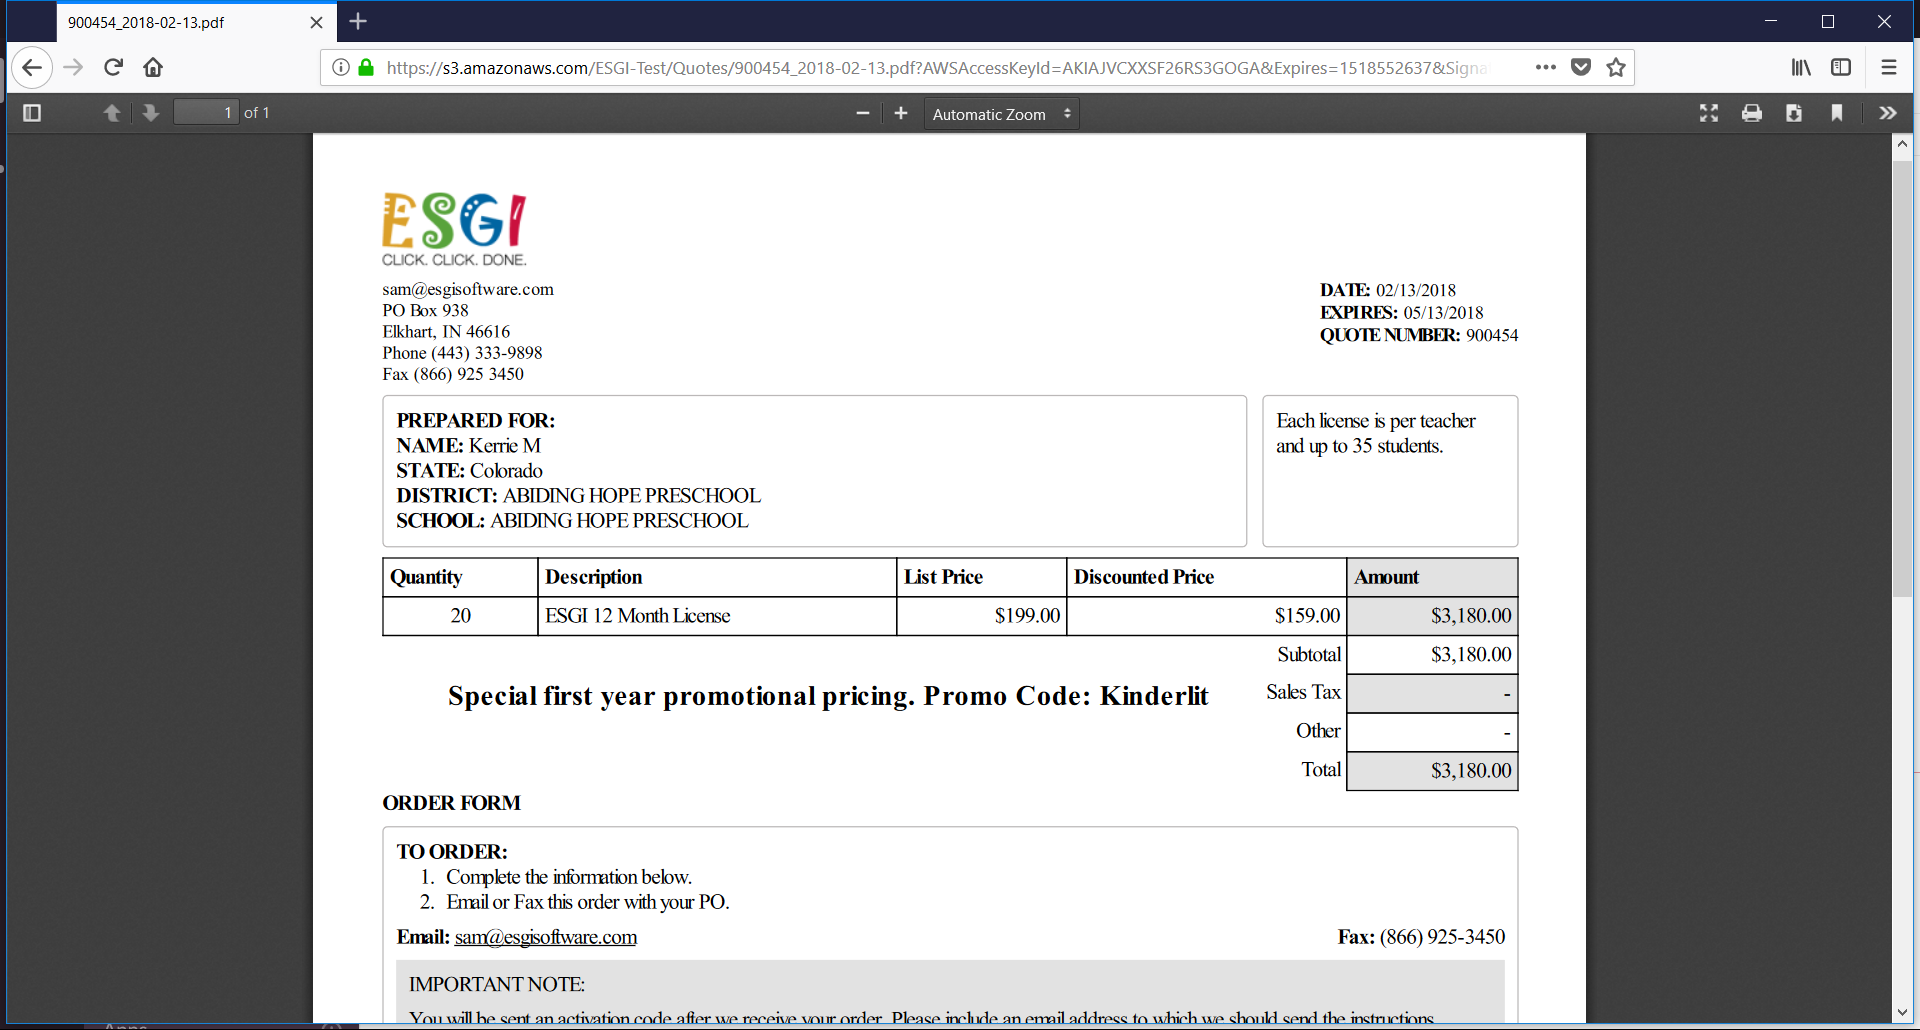 900454_2018-02-13.pdf
https://s3.amazonaws.com/ESGI-Test/Quotes/900454_2018-02-13.pdf?AWSAccessKeyId=AKIAJVCXXSF26RS3GOGA&Expires=1518552637&Signa
1 of 1
Automatic Zoom
ESGI
CLICK. CLICK. DONE.
sam@esgisoftware.com
PO Box 938
Elkhart, IN 46616
Phone (443) 333-9898
Fax (866) 925 3450
DATE: 02/13/2018
EXPIRES: 05/13/2018
QUOTE NUMBER: 900454
PREPARED FOR:
NAME: Kerrie M
STATE: Colorado
DISTRICT: ABIDING HOPE PRESCHOOL
SCHOOL: ABIDING HOPE PRESCHOOL
Each license is per teacher
and up to 35 students.
Quantity Description List Price Discounted Price Amount
20 ESGI 12 Month License $199.00 $159.00 $3,180.00
Subtotal $3,180.00
Special first year promotional pricing. Promo Code: Kinderlit
Sales Tax -
Other -
Total $3,180.00
ORDER FORM
TO ORDER:
1. Complete the information below.
2. Email or Fax this order with your PO.
Email: sam@esgisoftware.com Fax: (866) 925-3450
IMPORTANT NOTE:
You will be sent an activation code after we receive your order. Please include an email address to which we should send the instructions